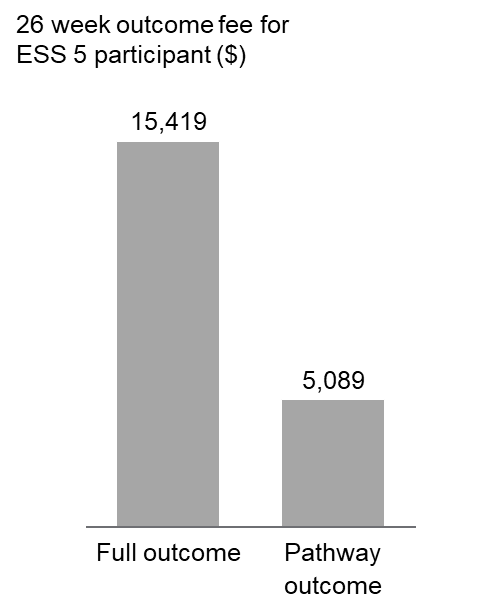 26 week outcome fee for
ESS 5 participant ($)
15,419
5,089
Full outcome
Pathway
outcome